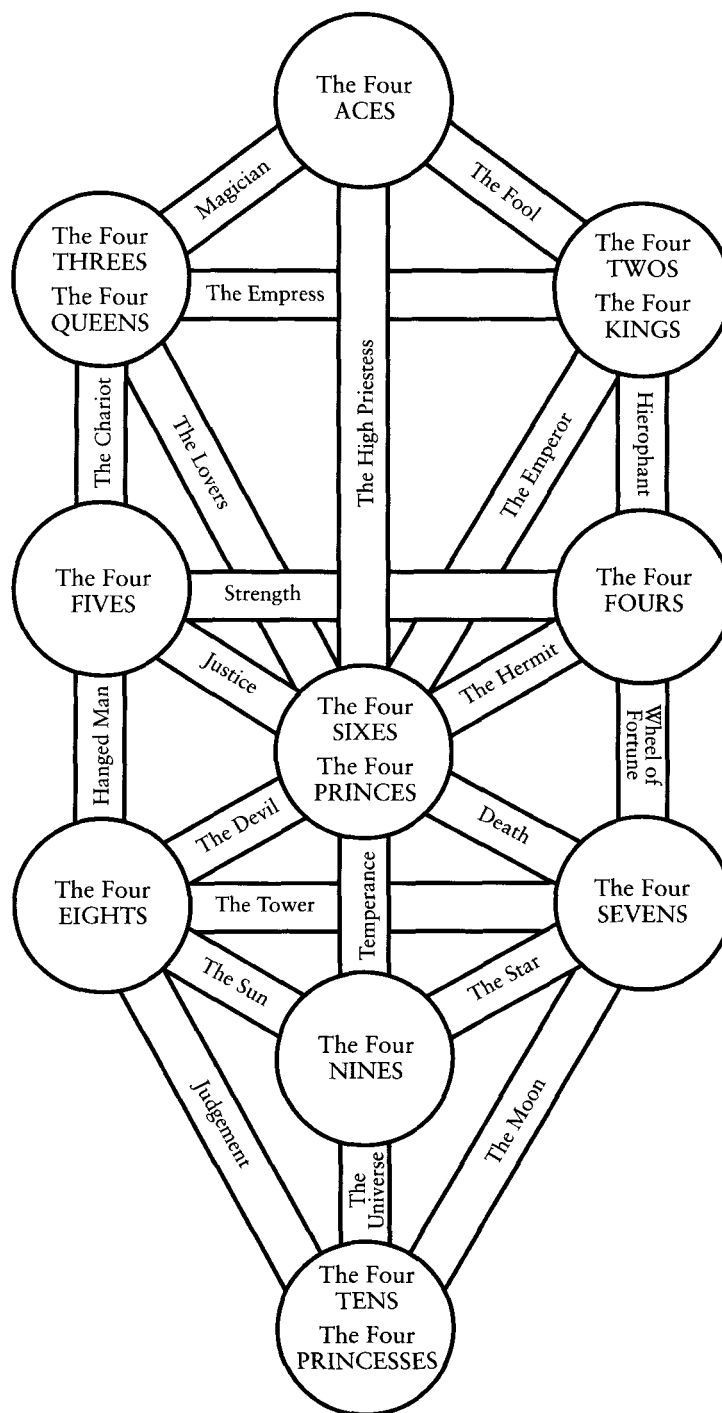 The Four
ACES
Magician
The Fool
The Four
THREES
The Four
QUEENS
The Four
TWOS
The Four
KINGS
The Empress
The High Priestess
The Chariot
The Lovers
The Emperor
Hierophant
The Four
FIVES
Strength
The Four
FOURS
Justice
The Hermit
The Four
SIXES
The Four
PRINCES
Hanged Man
Wheel of
Fortune
The Devil
Death
The Four
EIGHTS
The Tower
Temperance
The Four
SEVENS
The Sun
The Star
The Four
NINES
Judgement
The
Universe
The Moon
The Four
TENS
The Four
PRINCESSES